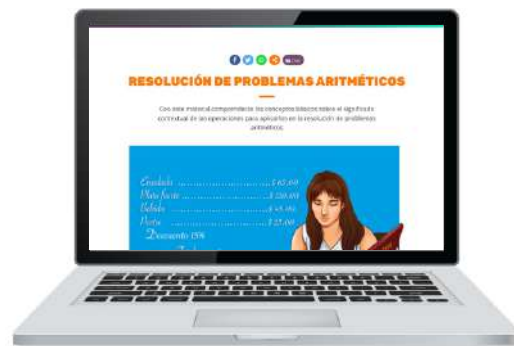 RESOLUCIÓN DE PROBLEMAS ARITMÉTICOS
Con este material comprenderás los conceptos básicos sobre el significado
contextual de las operaciones para aplicarlos en la resolución de problemas
aritméticos.
Ensalada
Plato fuerte
Bebida
Postre
Descuento 15%